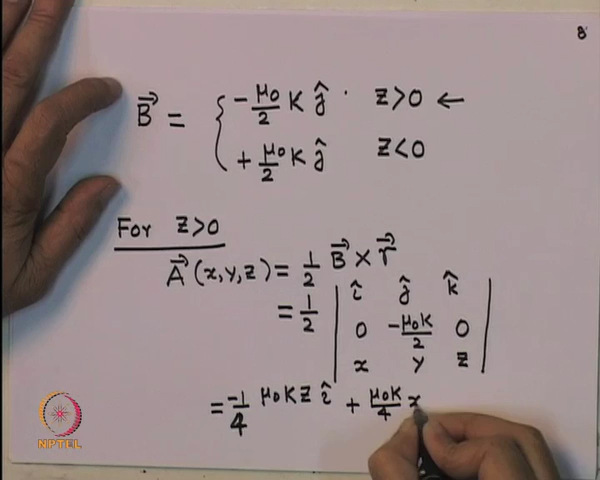 8
B⃗ = { -μ₀/2 K ĵ · z>0 ←
+ μ₀/2 K ĵ z<0
For z>0
A⃗ (x,y,z) = 1/2 B⃗ × r⃗
= 1/2 | î ĵ k̂ |
| 0 -μ₀K/2 0 |
| x y z |
= -1/4 μ₀Kz î + μ₀K/4 x
NPTEL